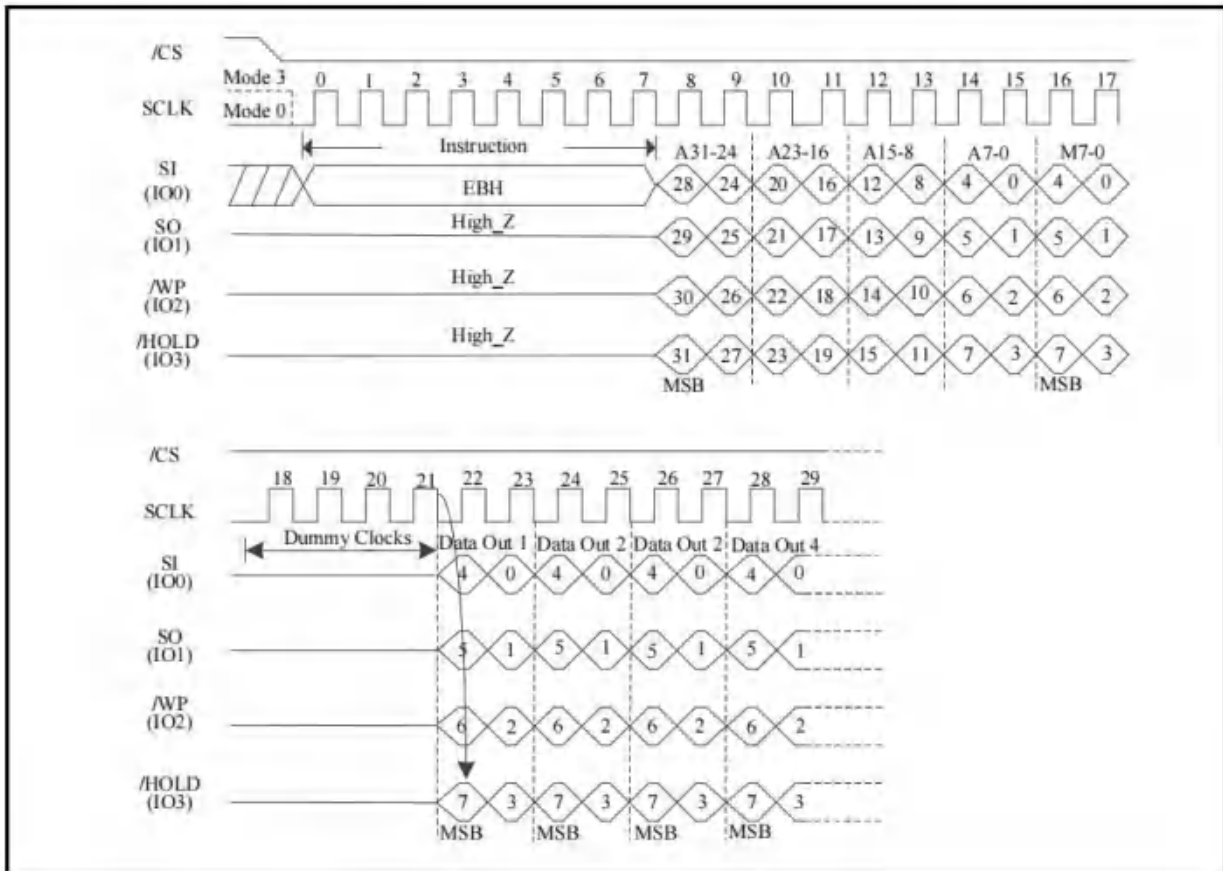 /CS
Mode 3 0 1 2 3 4 5 6 7 8 9 10 11 12 13 14 15 16 17
SCLK Mode 0
Instruction A31-24 A23-16 A15-8 A7-0 M7-0
SI
(IO0) EBH 28 24 20 16 12 8 4 0 4 0
SO
(IO1) High_Z 29 25 21 17 13 9 5 1 5 1
/WP
(IO2) High_Z 30 26 22 18 14 10 6 2 6 2
/HOLD
(IO3) High_Z 31 27 23 19 15 11 7 3 7 3
MSB MSB
/CS
18 19 20 21 22 23 24 25 26 27 28 29
SCLK
Dummy Clocks Data Out 1 Data Out 2 Data Out 2 Data Out 4
SI
(IO0) 4 0 4 0 4 0 4 0
SO
(IO1) 5 1 5 1 5 1 5 1
/WP
(IO2) 6 2 6 2 6 2 6 2
/HOLD
(IO3) 7 3 7 3 7 3 7 3
MSB MSB MSB MSB